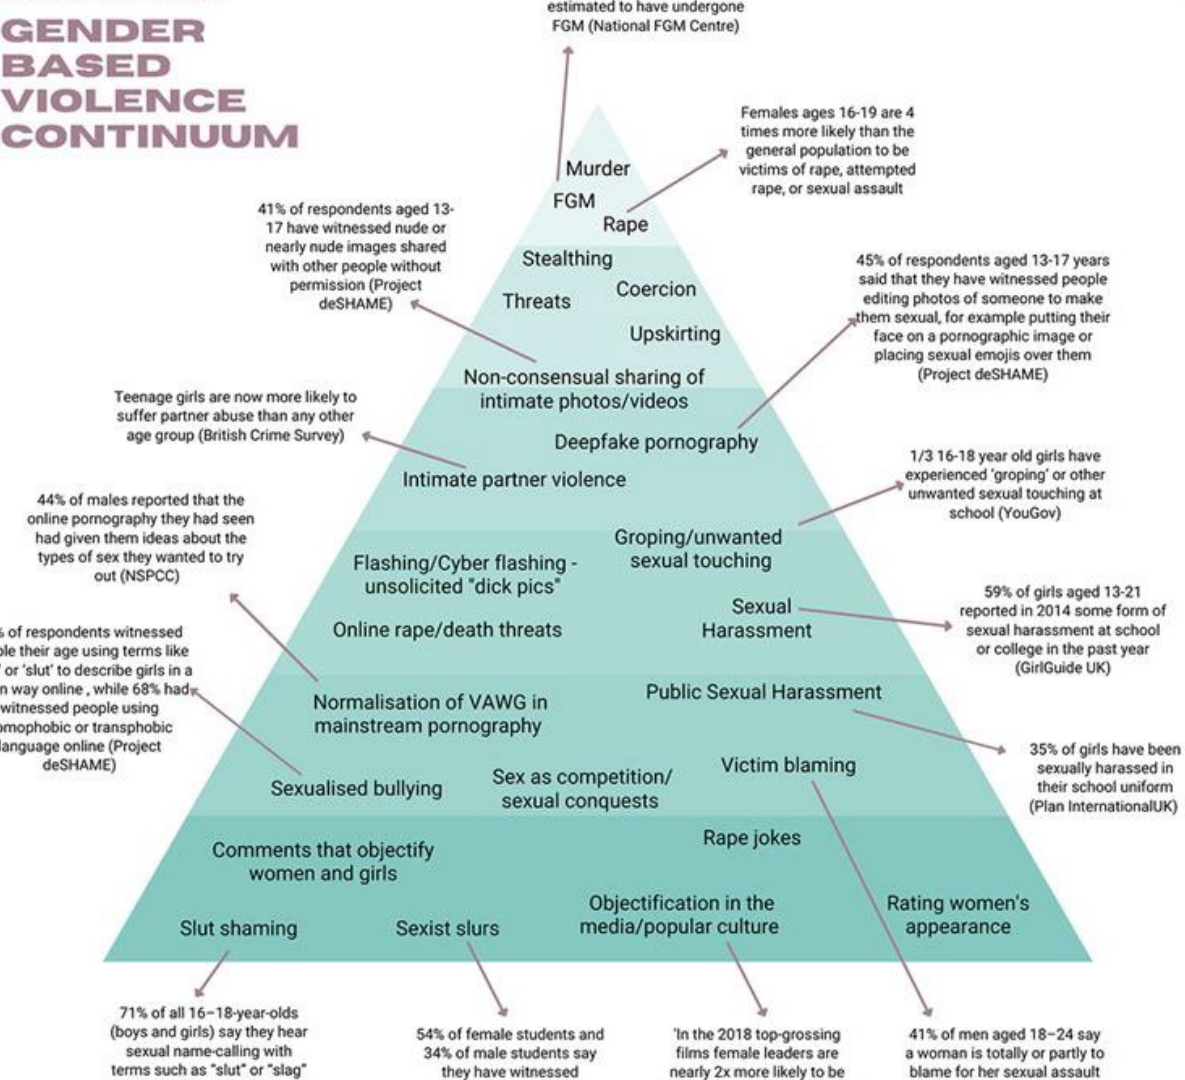 GENDER
BASED
VIOLENCE
CONTINUUM
estimated to have undergone
FGM (National FGM Centre)
Females ages 16-19 are 4
times more likely than the
general population to be
victims of rape, attempted
rape, or sexual assault
Murder
FGM
Rape
41% of respondents aged 13-
17 have witnessed nude or
nearly nude images shared
with other people without
permission (Project
deSHAME)
Stealthing
Threats
Coercion
Upskirting
45% of respondents aged 13-17 years
said that they have witnessed people
editing photos of someone to make
them sexual, for example putting their
face on a pornographic image or
placing sexual emojis over them
(Project deSHAME)
Non-consensual sharing of
intimate photos/videos
Teenage girls are now more likely to
suffer partner abuse than any other
age group (British Crime Survey)
Deepfake pornography
Intimate partner violence
1/3 16-18 year old girls have
experienced 'groping' or other
unwanted sexual touching at
school (YouGov)
44% of males reported that the
online pornography they had seen
had given them ideas about the
types of sex they wanted to try
out (NSPCC)
Groping/unwanted
sexual touching
Flashing/Cyber flashing -
unsolicited "dick pics"
Sexual
Harassment
Online rape/death threats
59% of girls aged 13-21
reported in 2014 some form of
sexual harassment at school
or college in the past year
(GirlGuide UK)
% of respondents witnessed
their age using terms like
or 'slut' to describe girls in a
way online , while 68% had
witnessed people using
or transphobic
language online (Project
deSHAME)
Normalisation of VAWG in
mainstream pornography
Public Sexual Harassment
35% of girls have been
sexually harassed in
their school uniform
(Plan InternationalUK)
Sexualised bullying
Sex as competition/
sexual conquests
Victim blaming
Comments that objectify
women and girls
Rape jokes
Slut shaming
Sexist slurs
Objectification in the
media/popular culture
Rating women's
appearance
71% of all 16–18-year-olds
(boys and girls) say they hear
sexual name-calling with
terms such as "slut" or "slag"
54% of female students and
34% of male students say
they have witnessed
'In the 2018 top-grossing
films female leaders are
nearly 2x more likely to be
41% of men aged 18–24 say
a woman is totally or partly to
blame for her sexual assault